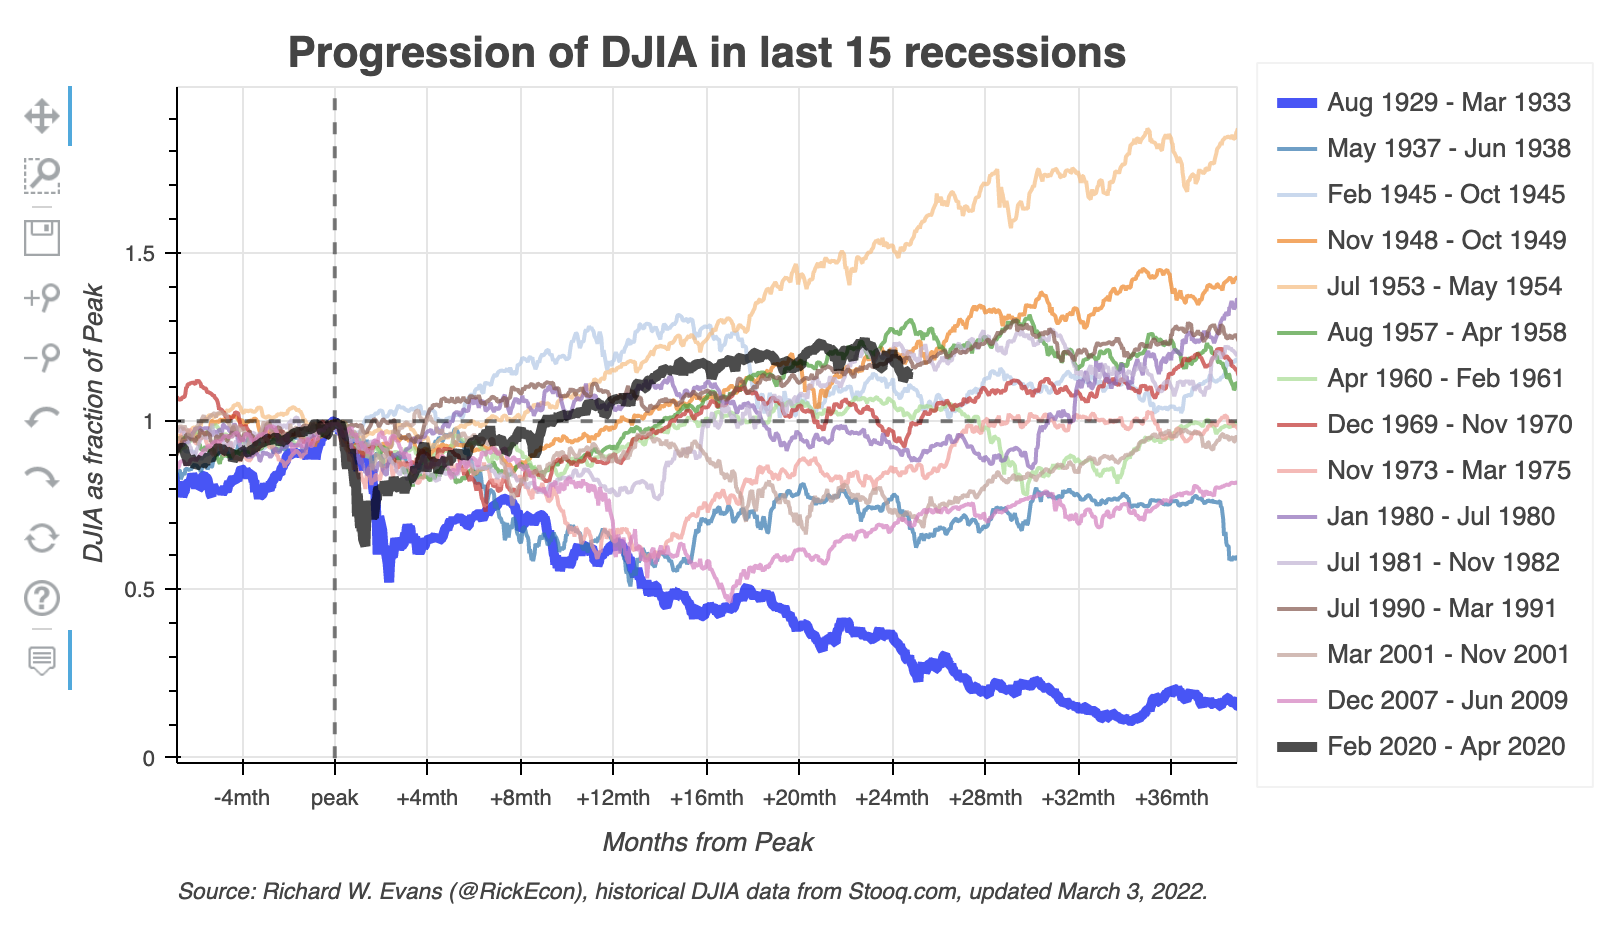 Progression of DJIA in last 15 recessions
DJIA as fraction of Peak
1.5
1
0.5
0
-4mth
peak
+4mth
+8mth
+12mth
+16mth
+20mth
+24mth
+28mth
+32mth
+36mth
Months from Peak
Source: Richard W. Evans (@RickEcon), historical DJIA data from Stooq.com, updated March 3, 2022.
Aug 1929 - Mar 1933
May 1937 - Jun 1938
Feb 1945 - Oct 1945
Nov 1948 - Oct 1949
Jul 1953 - May 1954
Aug 1957 - Apr 1958
Apr 1960 - Feb 1961
Dec 1969 - Nov 1970
Nov 1973 - Mar 1975
Jan 1980 - Jul 1980
Jul 1981 - Nov 1982
Jul 1990 - Mar 1991
Mar 2001 - Nov 2001
Dec 2007 - Jun 2009
Feb 2020 - Apr 2020